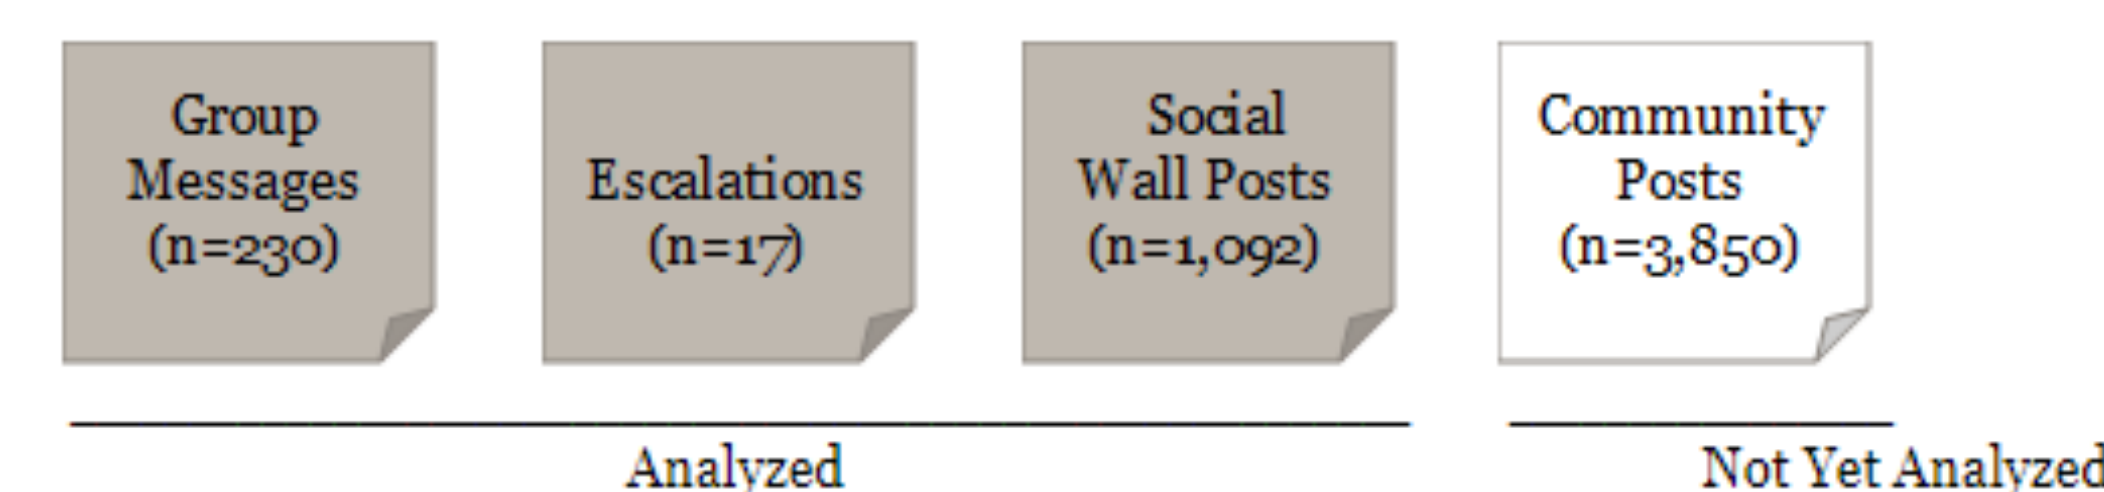 Group
Messages
(n=230)
Escalations
(n=17)
Social
Wall Posts
(n=1,092)
Community
Posts
(n=3,850)
Analyzed
Not Yet Analyzed